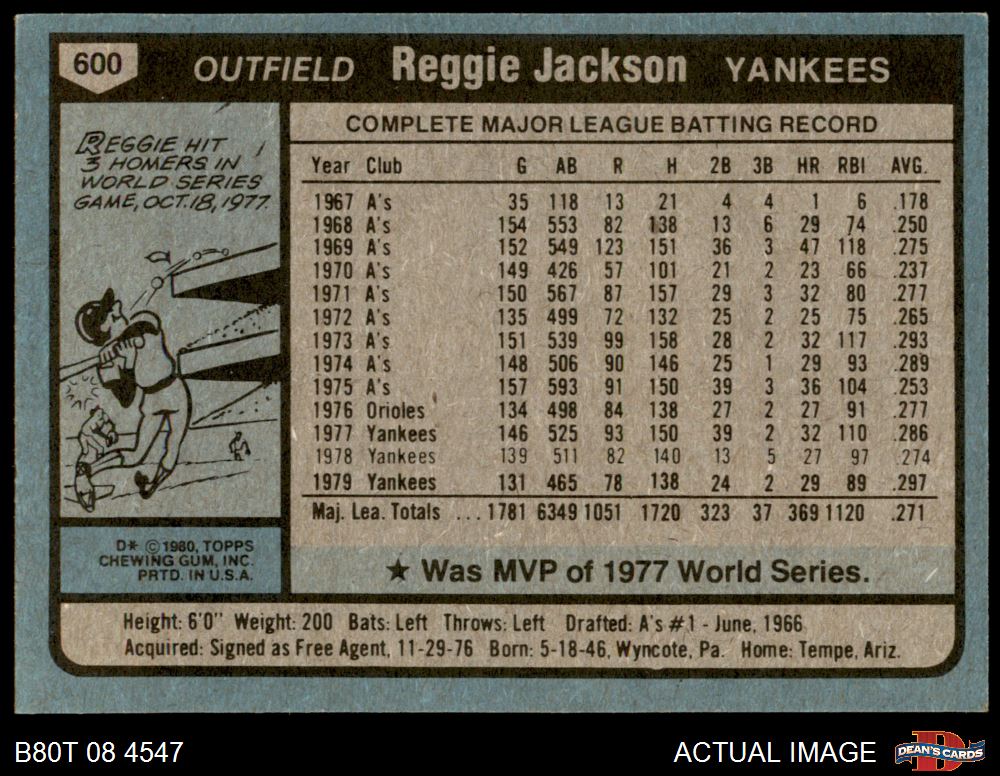 600 OUTFIELD Reggie Jackson YANKEES
REGGIE HIT
3 HOMERS IN
WORLD SERIES
GAME, OCT. 18, 1977.
COMPLETE MAJOR LEAGUE BATTING RECORD
Year Club G AB R H 2B 3B HR RBI AVG.
1967 A's 35 118 13 21 4 4 1 6 .178
1968 A's 154 553 82 138 13 6 29 74 .250
1969 A's 152 549 123 151 36 3 47 118 .275
1970 A's 149 426 57 101 21 2 23 66 .237
1971 A's 150 567 87 157 29 3 32 80 .277
1972 A's 135 499 72 132 25 2 25 75 .265
1973 A's 151 539 99 158 28 2 32 117 .293
1974 A's 148 506 90 146 25 1 29 93 .289
1975 A's 157 593 91 150 39 3 36 104 .253
1976 Orioles 134 498 84 138 27 2 27 91 .277
1977 Yankees 146 525 93 150 39 2 32 110 .286
1978 Yankees 139 511 82 140 13 5 27 97 .274
1979 Yankees 131 465 78 138 24 2 29 89 .297
Maj. Lea. Totals ... 1781 6349 1051 1720 323 37 369 1120 .271
D* © 1980, TOPPS
CHEWING GUM, INC.
PRTD. IN U.S.A.
★ Was MVP of 1977 World Series.
Height: 6'0" Weight: 200 Bats: Left Throws: Left Drafted: A's #1 - June, 1966
Acquired: Signed as Free Agent, 11-29-76 Born: 5-18-46, Wyncote, Pa. Home: Tempe, Ariz.
B80T 08 4547 ACTUAL IMAGE DEAN'S CARDS